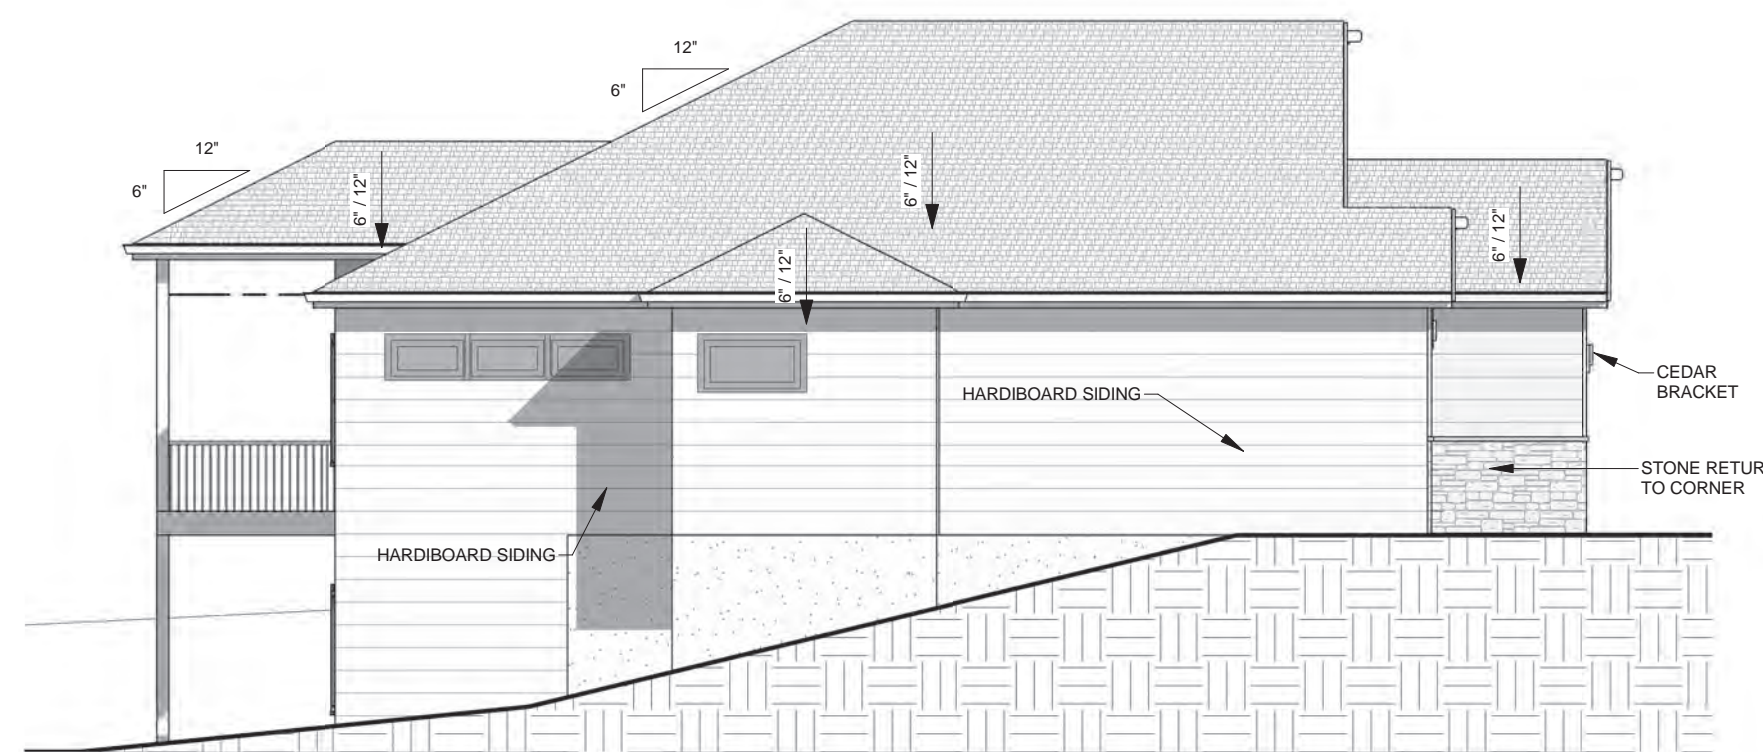 12"
6"
12"
6"
6" / 12"
6" / 12"
6" / 12"
6" / 12"
CEDAR
BRACKET
HARDIBOARD SIDING
STONE RETUR
TO CORNER
HARDIBOARD SIDING